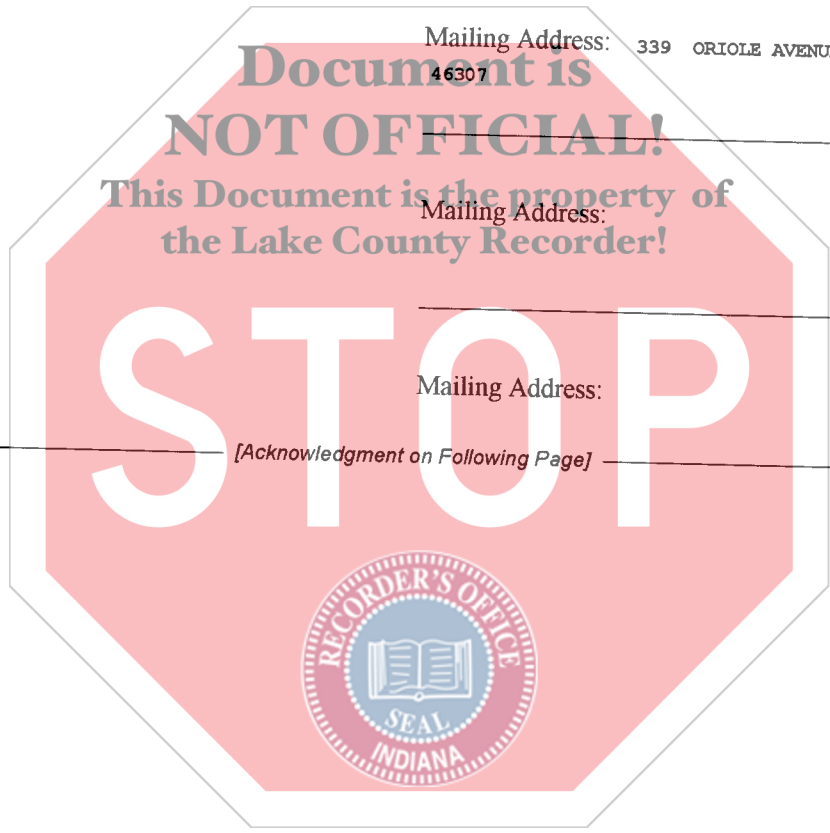 Mailing Address: 339 ORIOLE AVENU
46307
Document is
NOT OFFICIAL!
This Document is the property of
the Lake County Recorder!
Mailing Address:
Mailing Address:
[Acknowledgment on Following Page]
STOP
RECORDER'S OFFICE
SEAL
INDIANA